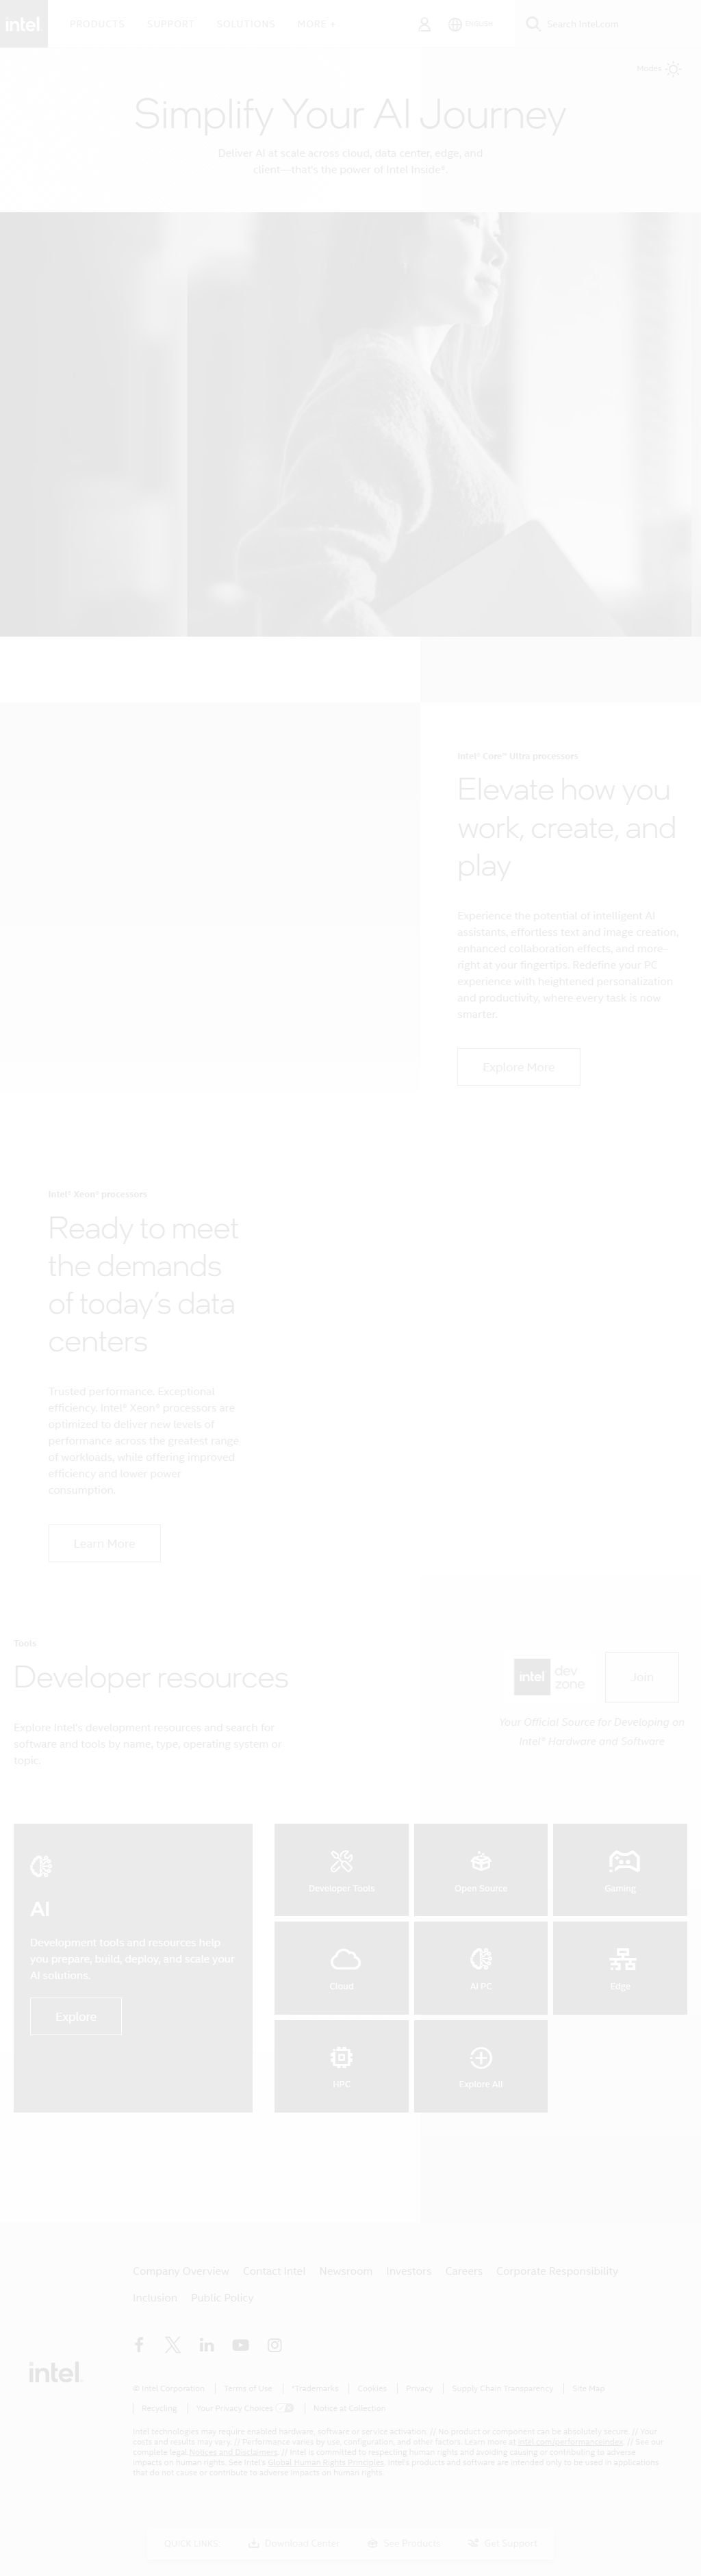 intel
PRODUCTS SUPPORT SOLUTIONS MORE +
ENGLISH
Search Intel.com
Modes
Simplify Your AI Journey
Deliver AI at scale across cloud, data center, edge, and
client—that's the power of Intel Inside®.
Intel® Core™ Ultra processors
Elevate how you
work, create, and
play
Experience the potential of intelligent AI
assistants, effortless text and image creation,
enhanced collaboration effects, and more–
right at your fingertips. Redefine your PC
experience with heightened personalization
and productivity, where every task is now
smarter.
Explore More
Intel® Xeon® processors
Ready to meet
the demands
of today's data
centers
Trusted performance. Exceptional
efficiency. Intel® Xeon® processors are
optimized to deliver new levels of
performance across the greatest range
of workloads, while offering improved
efficiency and lower power
consumption.
Learn More
Tools
Developer resources
Explore Intel's development resources and search for
software and tools by name, type, operating system or
topic.
intel dev
zone
Join
Your Official Source for Developing on
Intel® Hardware and Software
AI
Development tools and resources help
you prepare, build, deploy, and scale your
AI solutions.
Explore
Developer Tools
Open Source
Gaming
Cloud
AI PC
Edge
HPC
Explore All
Company Overview Contact Intel Newsroom Investors Careers Corporate Responsibility
Inclusion Public Policy
intel
© Intel Corporation | Terms of Use | *Trademarks | Cookies | Privacy | Supply Chain Transparency | Site Map
| Recycling | Your Privacy Choices | Notice at Collection
Intel technologies may require enabled hardware, software or service activation. // No product or component can be absolutely secure. // Your
costs and results may vary. // Performance varies by use, configuration, and other factors. Learn more at intel.com/performanceindex. // See our
complete legal Notices and Disclaimers. // Intel is committed to respecting human rights and avoiding causing or contributing to adverse
impacts on human rights. See Intel's Global Human Rights Principles. Intel's products and software are intended only to be used in applications
that do not cause or contribute to adverse impacts on human rights.
QUICK LINKS Download Center See Products Get Support